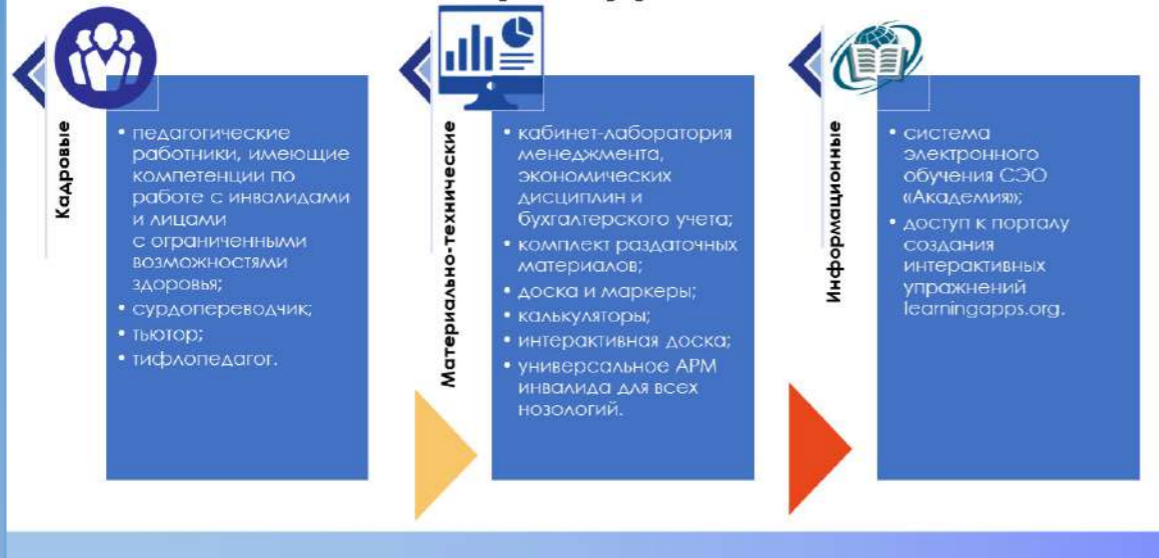 Кадровые
• педагогические
работники, имеющие
компетенции по
работе с инвалидами
и лицами
с ограниченными
возможностями
здоровья;
• сурдопереводчик;
• тьютор;
• тифлопедагог.
Материально-технические
• кабинет-лаборатория
менеджмента,
экономических
дисциплин и
бухгалтерского учета;
• комплект раздаточных
материалов;
• доска и маркеры;
• калькуляторы;
• интерактивная доска;
• универсальное АРМ
инвалида для всех
нозологий.
Информационные
• система
электронного
обучения СЭО
«Академия»;
• доступ к порталу
создания
интерактивных
упражнений
learningapps.org.